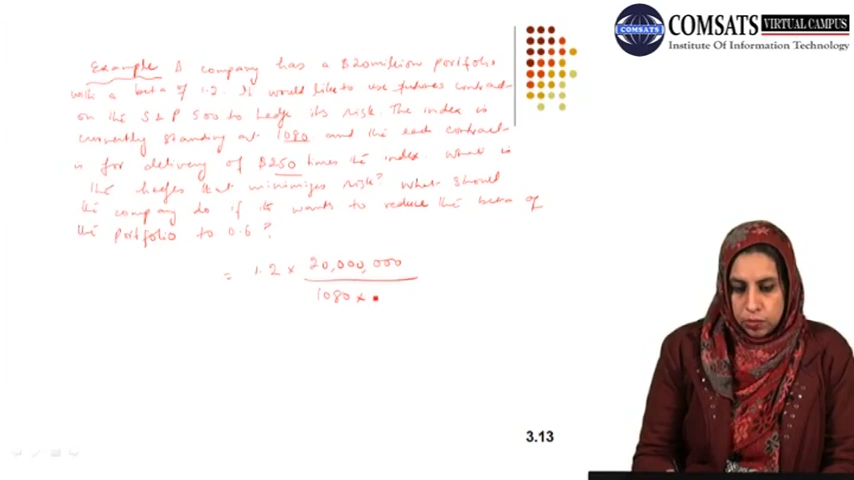 COMSATS VIRTUAL CAMPUS
Institute Of Information Technology
Example A company has a $20 million portfolio
with a beta of 1.2. It would like to use futures contract
on the S & P 500 to hedge its risk. The index is
currently standing at 1080 and the each contract
is for delivery of $250 times the index. What is
the hedges that minimizes risk? What should
the company do if it wants to reduce the beta of
the portfolio to 0.6?
= 1.2 × 20,000,000
1080 ×
3.13